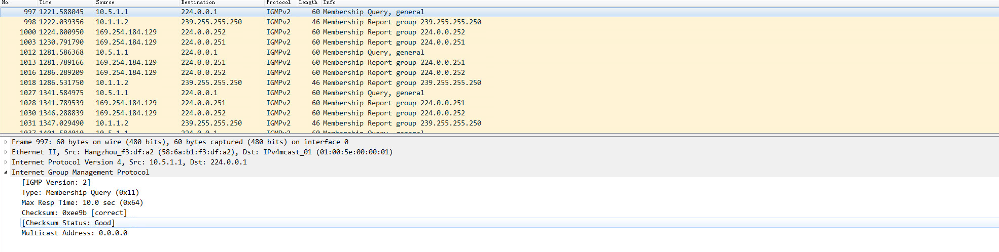 No. Time Source Destination Protocol Length Info
997 1221.588045 10.5.1.1 224.0.0.1 IGMPv2 60 Membership Query, general
998 1222.039356 10.1.1.2 239.255.255.250 IGMPv2 46 Membership Report group 239.255.255.250
1000 1224.800950 169.254.184.129 224.0.0.252 IGMPv2 60 Membership Report group 224.0.0.252
1003 1230.791790 169.254.184.129 224.0.0.251 IGMPv2 60 Membership Report group 224.0.0.251
1012 1281.586368 10.5.1.1 224.0.0.1 IGMPv2 60 Membership Query, general
1013 1281.789166 169.254.184.129 224.0.0.251 IGMPv2 60 Membership Report group 224.0.0.251
1016 1286.289209 169.254.184.129 224.0.0.252 IGMPv2 60 Membership Report group 224.0.0.252
1018 1286.531750 10.1.1.2 239.255.255.250 IGMPv2 46 Membership Report group 239.255.255.250
1027 1341.584975 10.5.1.1 224.0.0.1 IGMPv2 60 Membership Query, general
1028 1341.789539 169.254.184.129 224.0.0.251 IGMPv2 60 Membership Report group 224.0.0.251
1030 1346.288839 169.254.184.129 224.0.0.252 IGMPv2 60 Membership Report group 224.0.0.252
1031 1347.029490 10.1.1.2 239.255.255.250 IGMPv2 46 Membership Report group 239.255.255.250
1037 1401.584010 10.5.1.1 224.0.0.1 IGMPv2 60 Membership Query, general
Frame 997: 60 bytes on wire (480 bits), 60 bytes captured (480 bits) on interface 0
Ethernet II, Src: Hangzhou_f3:df:a2 (58:6a:b1:f3:df:a2), Dst: IPv4mcast_01 (01:00:5e:00:00:01)
Internet Protocol Version 4, Src: 10.5.1.1, Dst: 224.0.0.1
Internet Group Management Protocol
[IGMP Version: 2]
Type: Membership Query (0x11)
Max Resp Time: 10.0 sec (0x64)
Checksum: 0xee9b [correct]
[Checksum Status: Good]
Multicast Address: 0.0.0.0